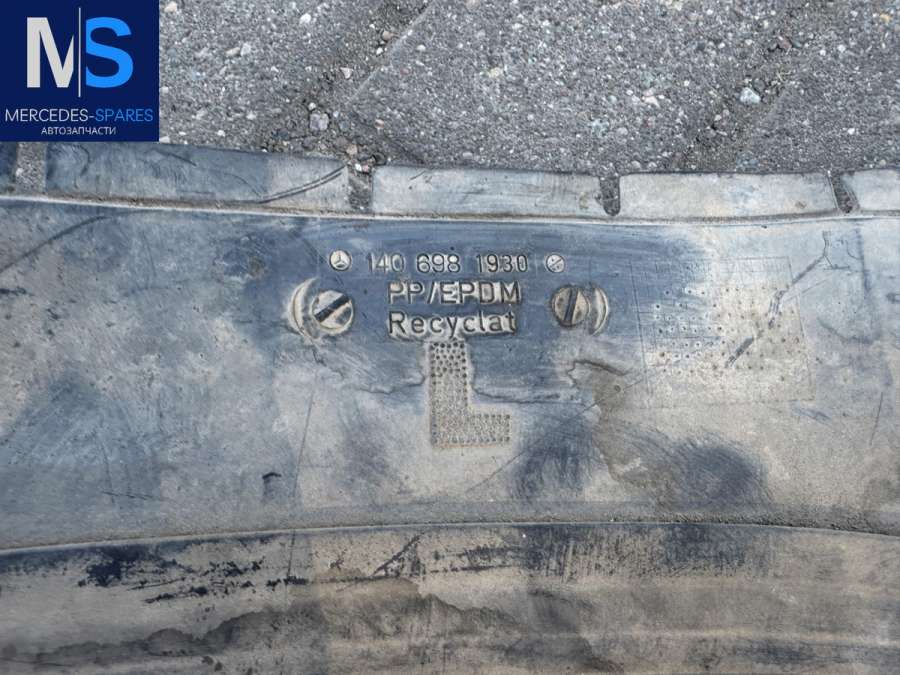 MS
MERCEDES-SPARES
АВТОЗАПЧАСТИ
140 698 1930
PP/EPDM
Recyclat
L